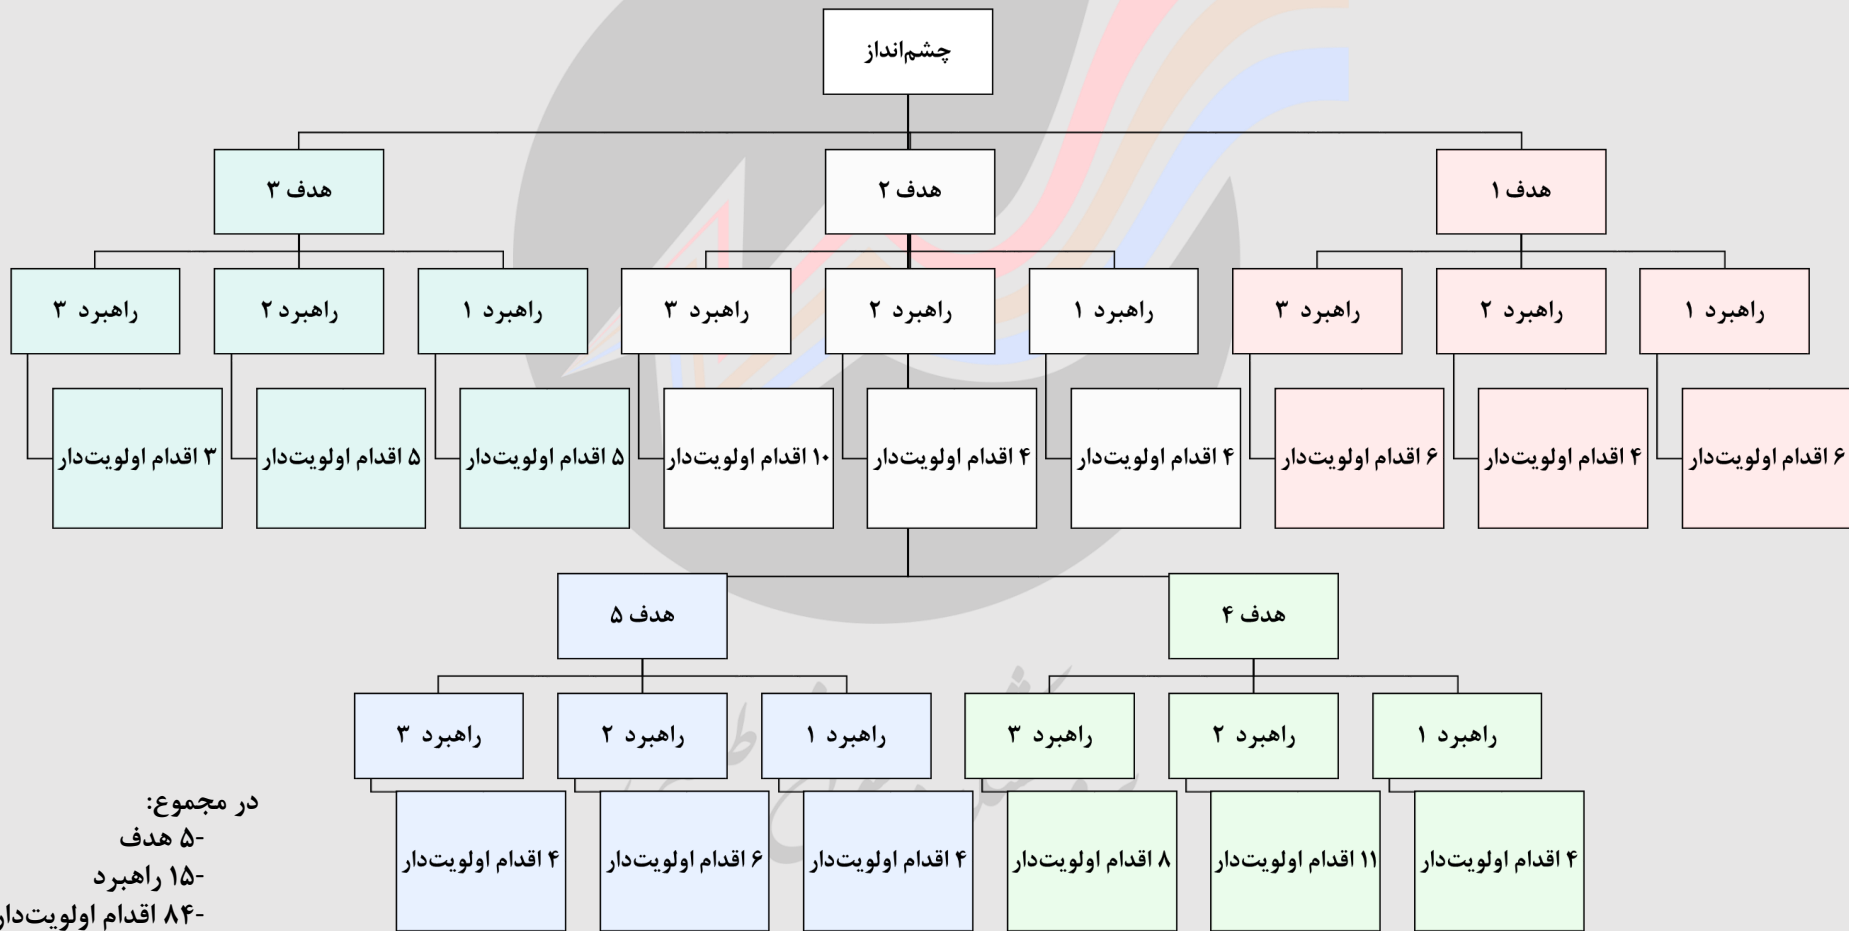 چشم‌انداز
هدف ۱
هدف ۲
هدف ۳
راهبرد ۱
راهبرد ۲
راهبرد ۳
راهبرد ۱
راهبرد ۲
راهبرد ۳
راهبرد ۱
راهبرد ۲
راهبرد ۳
۶ اقدام اولویت‌دار
۴ اقدام اولویت‌دار
۶ اقدام اولویت‌دار
۴ اقدام اولویت‌دار
۴ اقدام اولویت‌دار
۱۰ اقدام اولویت‌دار
۵ اقدام اولویت‌دار
۵ اقدام اولویت‌دار
۳ اقدام اولویت‌دار
هدف ۴
هدف ۵
راهبرد ۱
راهبرد ۲
راهبرد ۳
راهبرد ۱
راهبرد ۲
راهبرد ۳
۴ اقدام اولویت‌دار
۱۱ اقدام اولویت‌دار
۸ اقدام اولویت‌دار
۴ اقدام اولویت‌دار
۶ اقدام اولویت‌دار
۴ اقدام اولویت‌دار
در مجموع:
-۵ هدف
-۱۵ راهبرد
-۸۴ اقدام اولویت‌دار